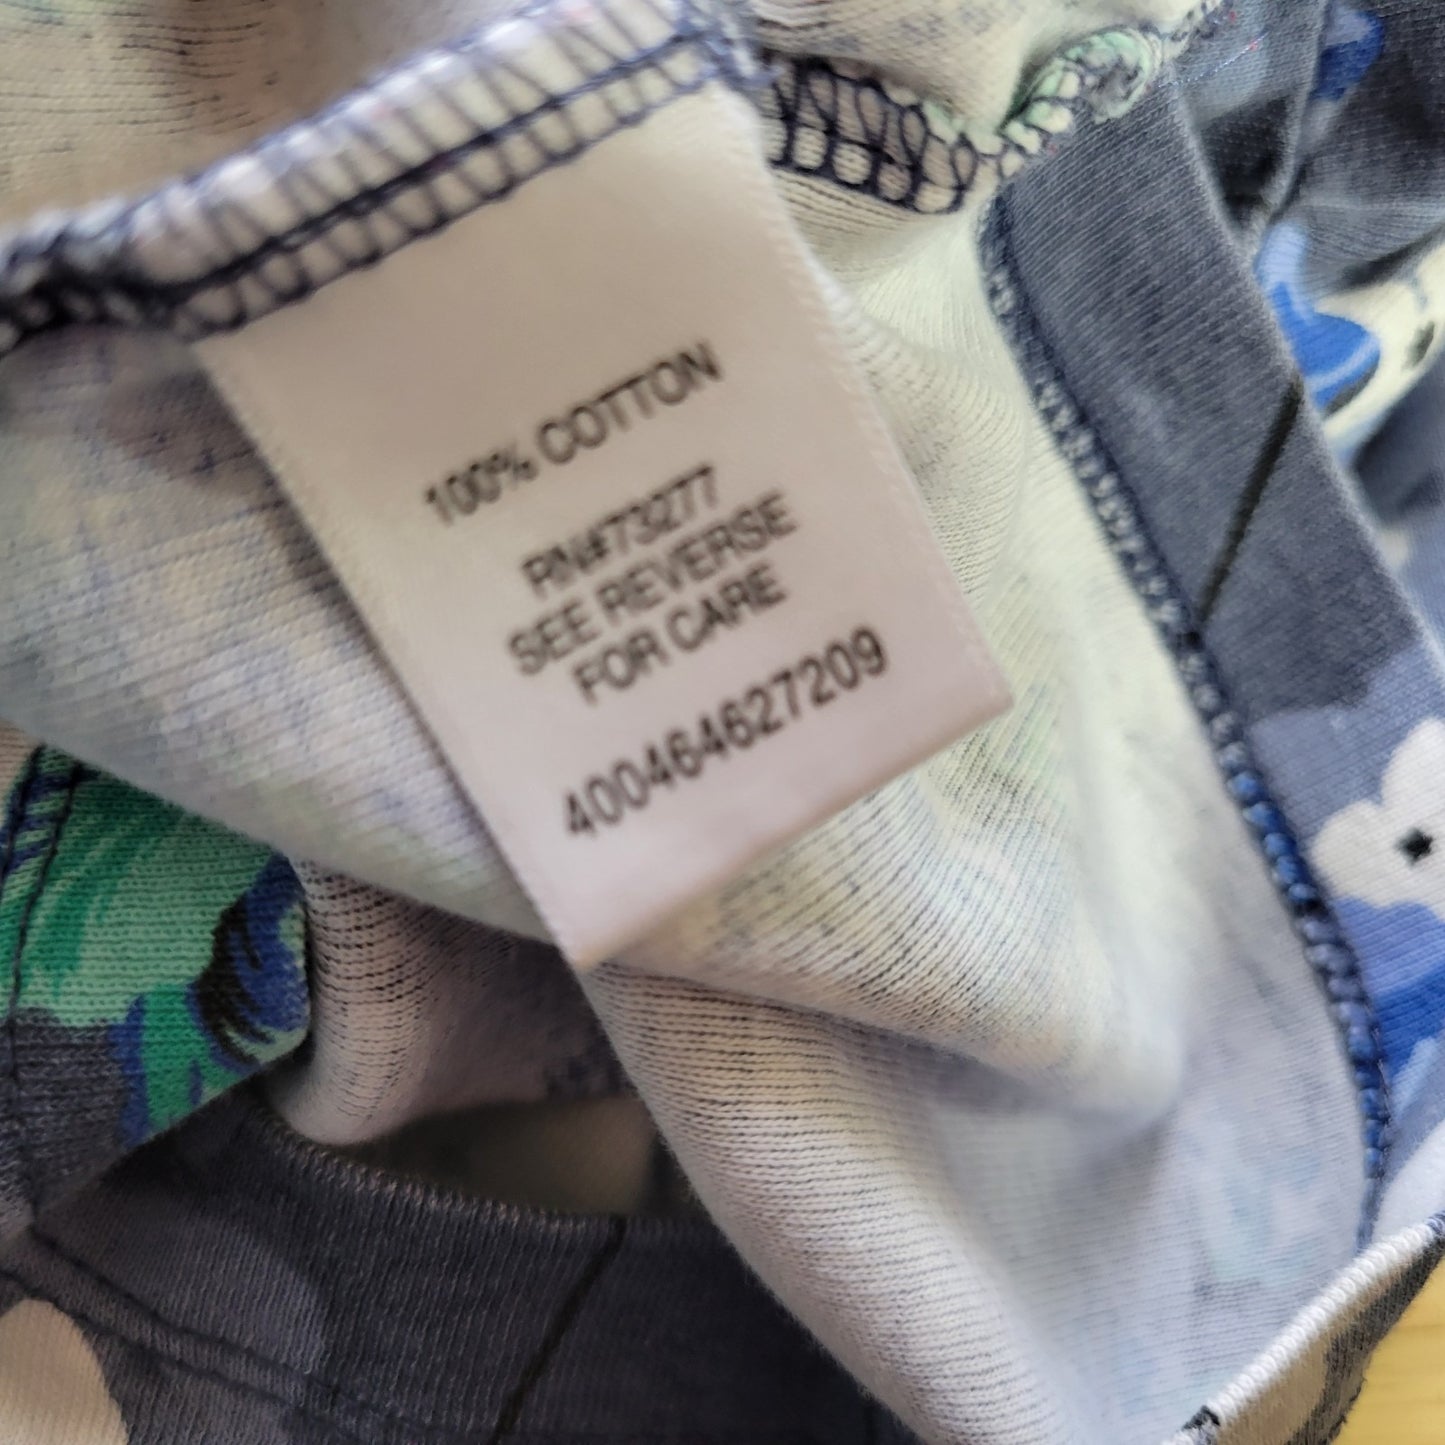 100% COTTON
RN#73277
SEE REVERSE
FOR CARE
400464627209